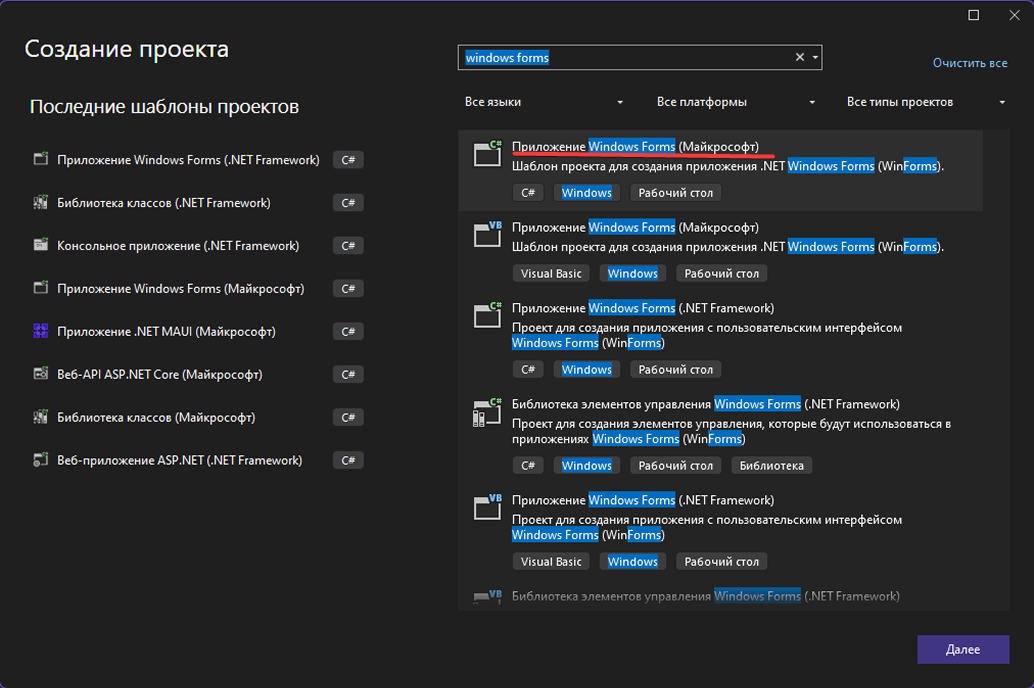 Создание проекта
windows forms
Очистить все
Последние шаблоны проектов
Все языки
Все платформы
Все типы проектов
Приложение Windows Forms (.NET Framework) C#
Библиотека классов (.NET Framework) C#
Консольное приложение (.NET Framework) C#
Приложение Windows Forms (Майкрософт) C#
Приложение .NET MAUI (Майкрософт) C#
Веб-API ASP.NET Core (Майкрософт) C#
Библиотека классов (Майкрософт) C#
Веб-приложение ASP.NET (.NET Framework) C#
C#
Приложение Windows Forms (Майкрософт)
Шаблон проекта для создания приложения .NET Windows Forms (WinForms).
C# Windows Рабочий стол
VB
Приложение Windows Forms (Майкрософт)
Шаблон проекта для создания приложения .NET Windows Forms (WinForms).
Visual Basic Windows Рабочий стол
C#
Приложение Windows Forms (.NET Framework)
Проект для создания приложения с пользовательским интерфейсом
Windows Forms (WinForms)
C# Windows Рабочий стол
C#
Библиотека элементов управления Windows Forms (.NET Framework)
Проект для создания элементов управления, которые будут использоваться в
приложениях Windows Forms (WinForms)
C# Windows Рабочий стол Библиотека
VB
Приложение Windows Forms (.NET Framework)
Проект для создания приложения с пользовательским интерфейсом
Windows Forms (WinForms)
Visual Basic Windows Рабочий стол
VB
Библиотека элементов управления Windows Forms (.NET Framework)
Далее